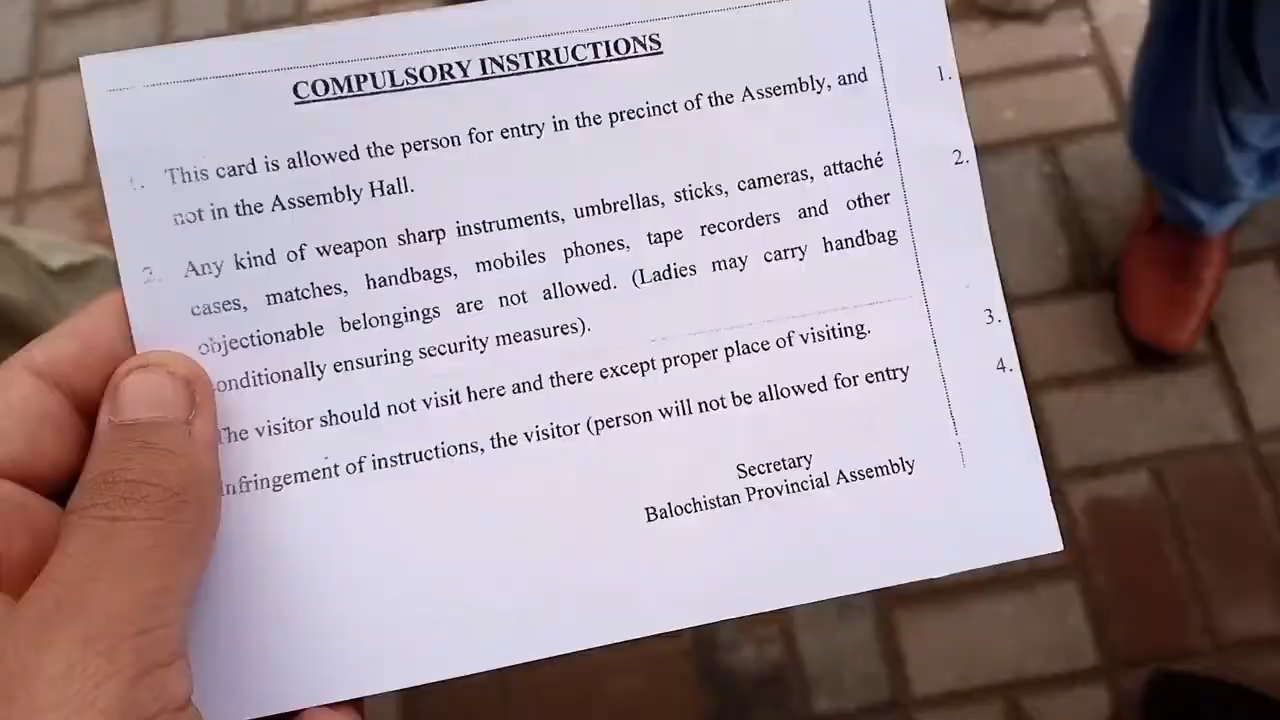 COMPULSORY INSTRUCTIONS
1. This card is allowed the person for entry in the precinct of the Assembly, and
not in the Assembly Hall.
2. Any kind of weapon sharp instruments, umbrellas, sticks, cameras, attaché
cases, matches, handbags, mobiles phones, tape recorders and other
objectionable belongings are not allowed. (Ladies may carry handbag
onditionally ensuring security measures).
The visitor should not visit here and there except proper place of visiting.
nfringement of instructions, the visitor (person will not be allowed for entry
Secretary
Balochistan Provincial Assembly
1.
2.
3.
4.